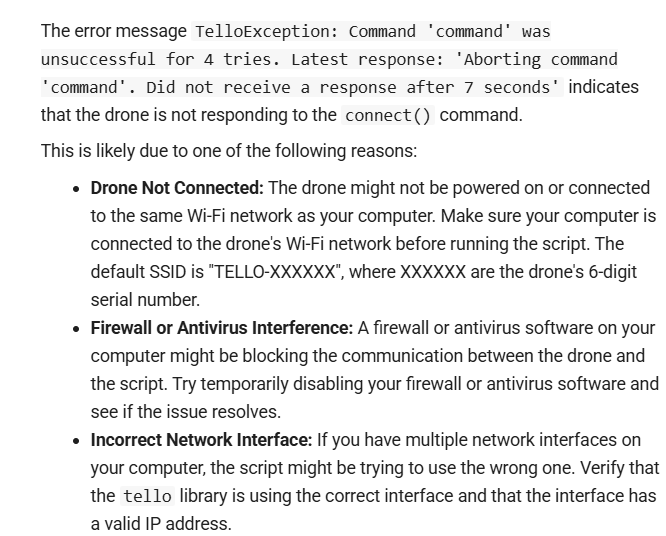 The error message TelloException: Command 'command' was
unsuccessful for 4 tries. Latest response: 'Aborting command
'command'. Did not receive a response after 7 seconds' indicates
that the drone is not responding to the connect() command.
This is likely due to one of the following reasons:
• Drone Not Connected: The drone might not be powered on or connected
to the same Wi-Fi network as your computer. Make sure your computer is
connected to the drone's Wi-Fi network before running the script. The
default SSID is "TELLO-XXXXXX", where XXXXXX are the drone's 6-digit
serial number.
• Firewall or Antivirus Interference: A firewall or antivirus software on your
computer might be blocking the communication between the drone and
the script. Try temporarily disabling your firewall or antivirus software and
see if the issue resolves.
• Incorrect Network Interface: If you have multiple network interfaces on
your computer, the script might be trying to use the wrong one. Verify that
the tello library is using the correct interface and that the interface has
a valid IP address.